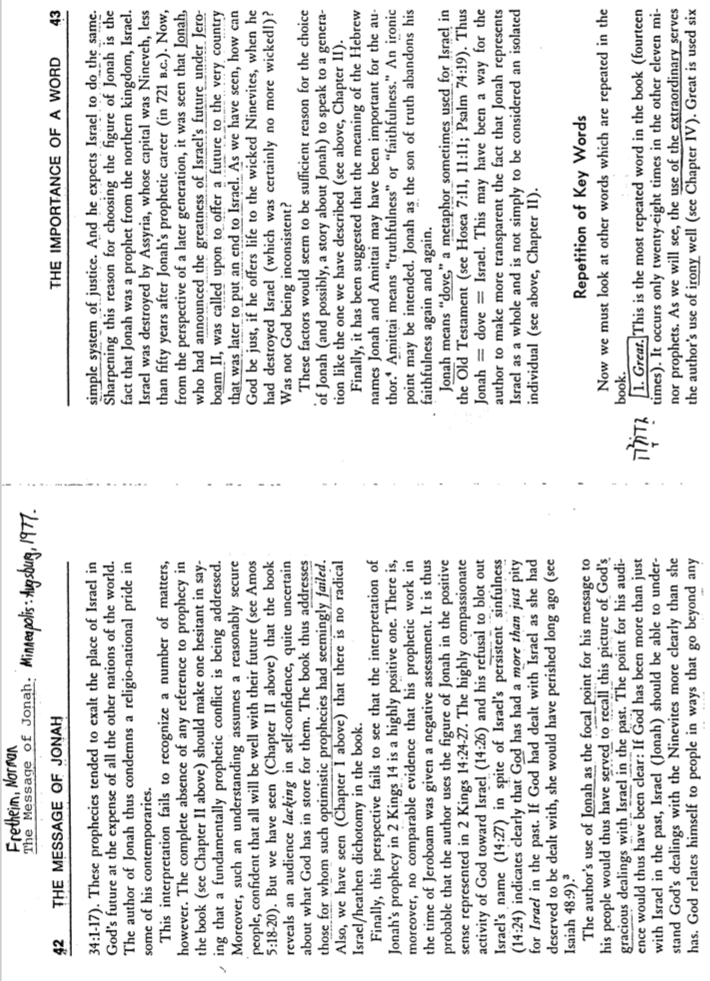 Fretheim, Norman
The Message of Jonah. Minneapolis: Augsburg, 1977.
42 THE MESSAGE OF JONAH
34:1-17). These prophecies tended to exalt the place of Israel in
God's future at the expense of all the other nations of the world.
The author of Jonah thus condemns a religio-national pride in
some of his contemporaries.
This interpretation fails to recognize a number of matters,
however. The complete absence of any reference to prophecy in
the book (see Chapter II above) should make one hesitant in say-
ing that a fundamentally prophetic conflict is being addressed.
Moreover, such an understanding assumes a reasonably secure
people, confident that all will be well with their future (see Amos
5:18-20). But we have seen (Chapter II above) that the book
reveals an audience lacking in self-confidence, quite uncertain
about what God has in store for them. The book thus addresses
those for whom such optimistic prophecies had seemingly failed.
Also, we have seen (Chapter I above) that there is no radical
Israel/heathen dichotomy in the book.
Finally, this perspective fails to see that the interpretation of
Jonah's prophecy in 2 Kings 14 is a highly positive one. There is,
moreover, no comparable evidence that his prophetic work in
the time of Jeroboam was given a negative assessment. It is thus
probable that the author uses the figure of Jonah in the positive
sense represented in 2 Kings 14:24-27. The highly compassionate
activity of God toward Israel (14:26) and his refusal to blot out
Israel's name (14:27) in spite of Israel's persistent sinfulness
(14:24) indicates clearly that God has had a more than just pity
for Israel in the past. If God had dealt with Israel as she had
deserved to be dealt with, she would have perished long ago (see
Isaiah 48:9).³
The author's use of Jonah as the focal point for his message to
his people would thus have served to recall this picture of God's
gracious dealings with Israel in the past. The point for his audi-
ence would thus have been clear: If God has been more than just
with Israel in the past, Israel (Jonah) should be able to under-
stand God's dealings with the Ninevites more clearly than she
has. God relates himself to people in ways that go beyond any
THE IMPORTANCE OF A WORD 43
simple system of justice. And he expects Israel to do the same.
Sharpening this reason for choosing the figure of Jonah is the
fact that Jonah was a prophet from the northern kingdom, Israel.
Israel was destroyed by Assyria, whose capital was Nineveh, less
than fifty years after Jonah's prophetic career (in 721 B.C.). Now,
from the perspective of a later generation, it was seen that Jonah,
who had announced the greatness of Israel's future under Jero-
boam II, was called upon to offer a future to the very country
that was later to put an end to Israel. As we have seen, how can
God be just, if he offers life to the wicked Ninevites, when he
had destroyed Israel (which was certainly no more wicked!)?
Was not God being inconsistent?
These factors would seem to be sufficient reason for the choice
of Jonah (and possibly, a story about Jonah) to speak to a genera-
tion like the one we have described (see above, Chapter II).
Finally, it has been suggested that the meaning of the Hebrew
names Jonah and Amittai may have been important for the au-
thor.⁴ Amittai means "truthfulness" or "faithfulness." An ironic
point may be intended. Jonah as the son of truth abandons his
faithfulness again and again.
Jonah means "dove," a metaphor sometimes used for Israel in
the Old Testament (see Hosea 7:11, 11:11; Psalm 74:19). Thus
Jonah = dove = Israel. This may have been a way for the
author to make more transparent the fact that Jonah represents
Israel as a whole and is not simply to be considered an isolated
individual (see above, Chapter II).
Repetition of Key Words
Now we must look at other words which are repeated in the
book.
גדולה 1. Great. This is the most repeated word in the book (fourteen
times). It occurs only twenty-eight times in the other eleven mi-
nor prophets. As we will see, the use of the extraordinary serves
the author's use of irony well (see Chapter IV). Great is used six